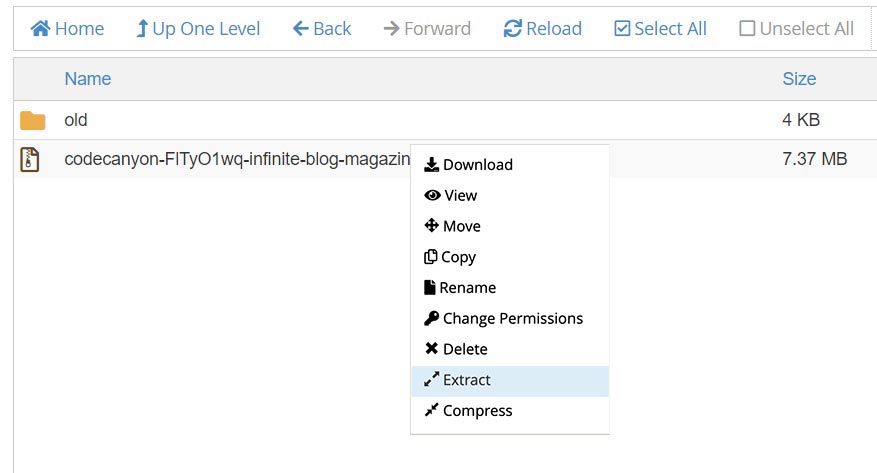 Home Up One Level Back Forward Reload Select All Unselect All
Name Size
old 4 KB
codecanyon-FITyO1wq-infinite-blog-magazin 7.37 MB
Download
View
Move
Copy
Rename
Change Permissions
Delete
Extract
Compress